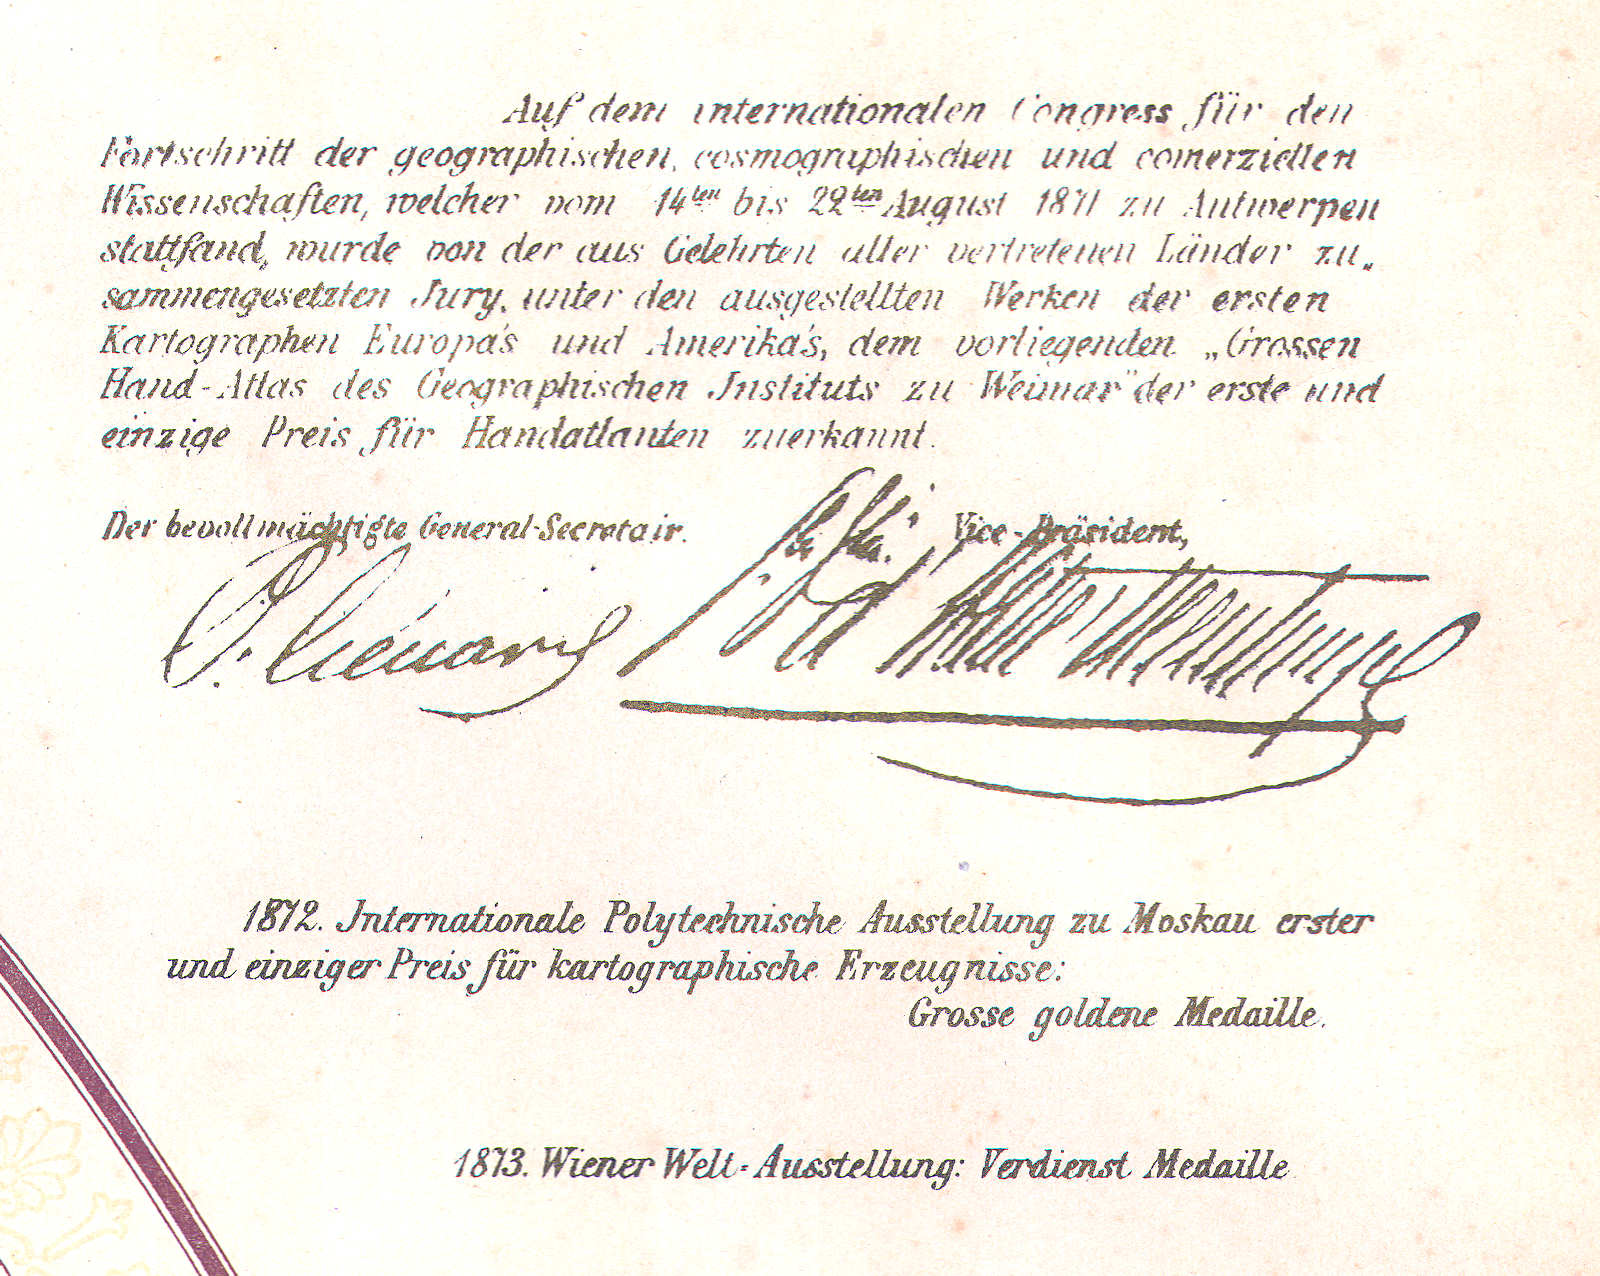 Auf dem internationalen Congress für den
Fortschritt der geographischen, cosmographischen und comerziellen
Wissenschaften, welcher vom 14ten bis 22ten August 1871 zu Antwerpen
stattfand, wurde von der aus Gelehrten aller vertretenen Länder zu„
sammengesetzten Jury, unter den ausgestellten Werken der ersten
Kartographen Europa's und Amerika's, dem vorliegenden „Grossen
Hand-Atlas des Geographischen Instituts zu Weimar" der erste und
einzige Preis für Handatlanten zuerkannt.
Der bevollmächtigte General-Secretair. Vice-Präsident,
1872. Internationale Polytechnische Ausstellung zu Moskau erster
und einziger Preis für kartographische Erzeugnisse:
Grosse goldene Medaille.
1873. Wiener Welt-Ausstellung: Verdienst Medaille